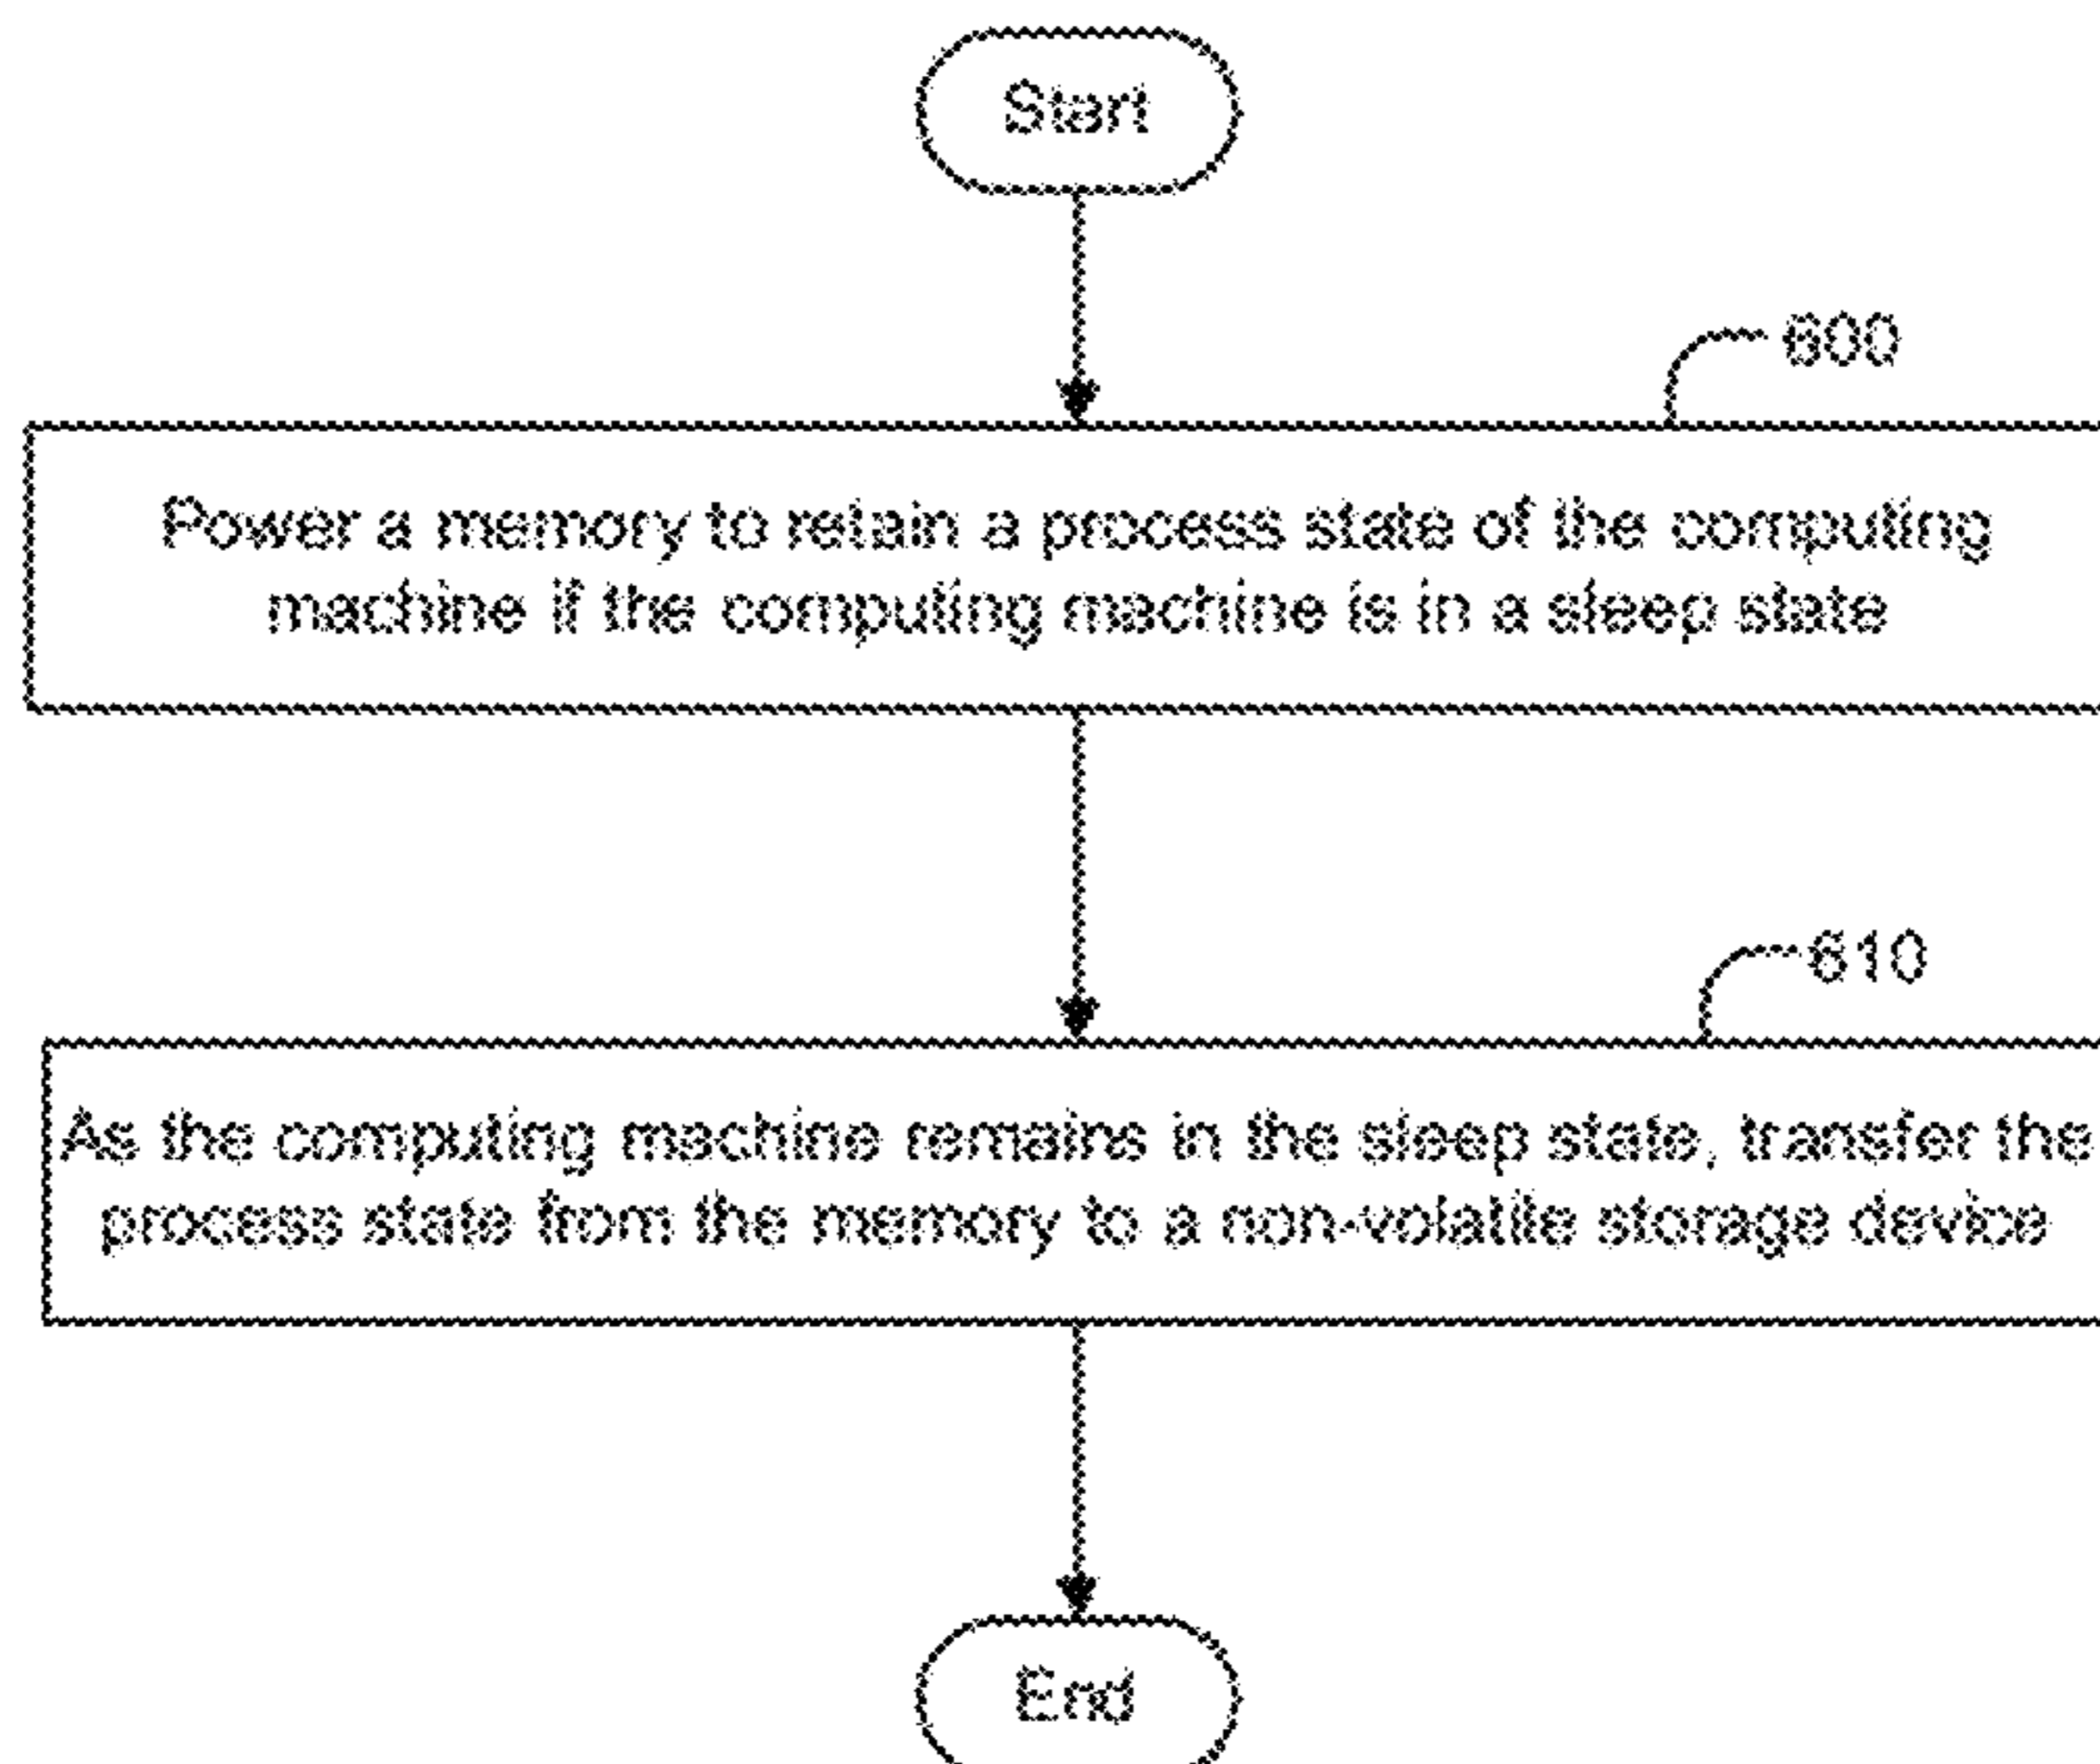 Start
600
Power a memory to retain a process state of the computing
machine if the computing machine is in a sleep state
610
As the computing machine remains in the sleep state, transfer the
process state from the memory to a non-volatile storage device
End